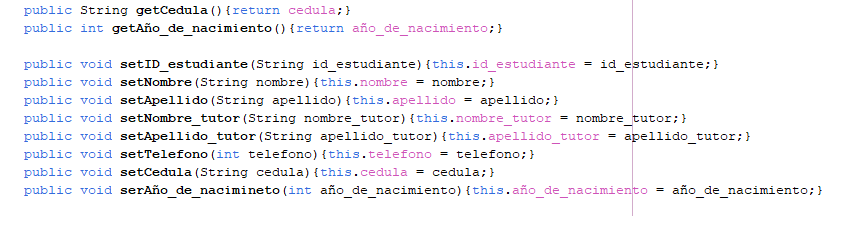 public String getCedula(){return cedula;}
public int getAño_de_nacimiento(){return año_de_nacimiento;}
public void setID_estudiante(String id_estudiante){this.id_estudiante = id_estudiante;}
public void setNombre(String nombre){this.nombre = nombre;}
public void setApellido(String apellido){this.apellido = apellido;}
public void setNombre_tutor(String nombre_tutor){this.nombre_tutor = nombre_tutor;}
public void setApellido_tutor(String apellido_tutor){this.apellido_tutor = apellido_tutor;}
public void setTelefono(int telefono){this.telefono = telefono;}
public void setCedula(String cedula){this.cedula = cedula;}
public void serAño_de_nacimineto(int año_de_nacimiento){this.año_de_nacimiento = año_de_nacimiento;}